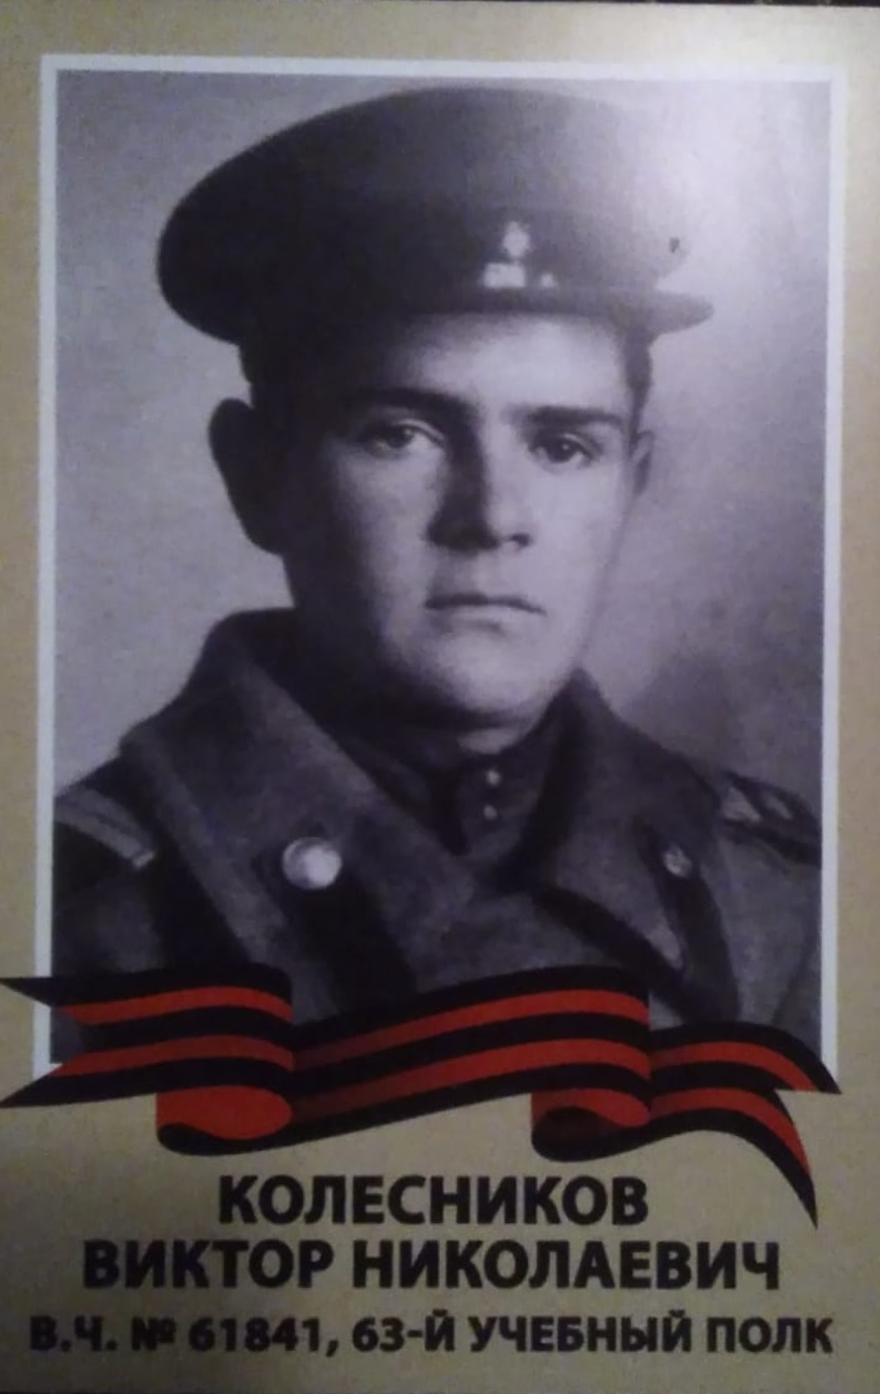 КОЛЕСНИКОВ
ВИКТОР НИКОЛАЕВИЧ
В.Ч. № 61841, 63-Й УЧЕБНЫЙ ПОЛК